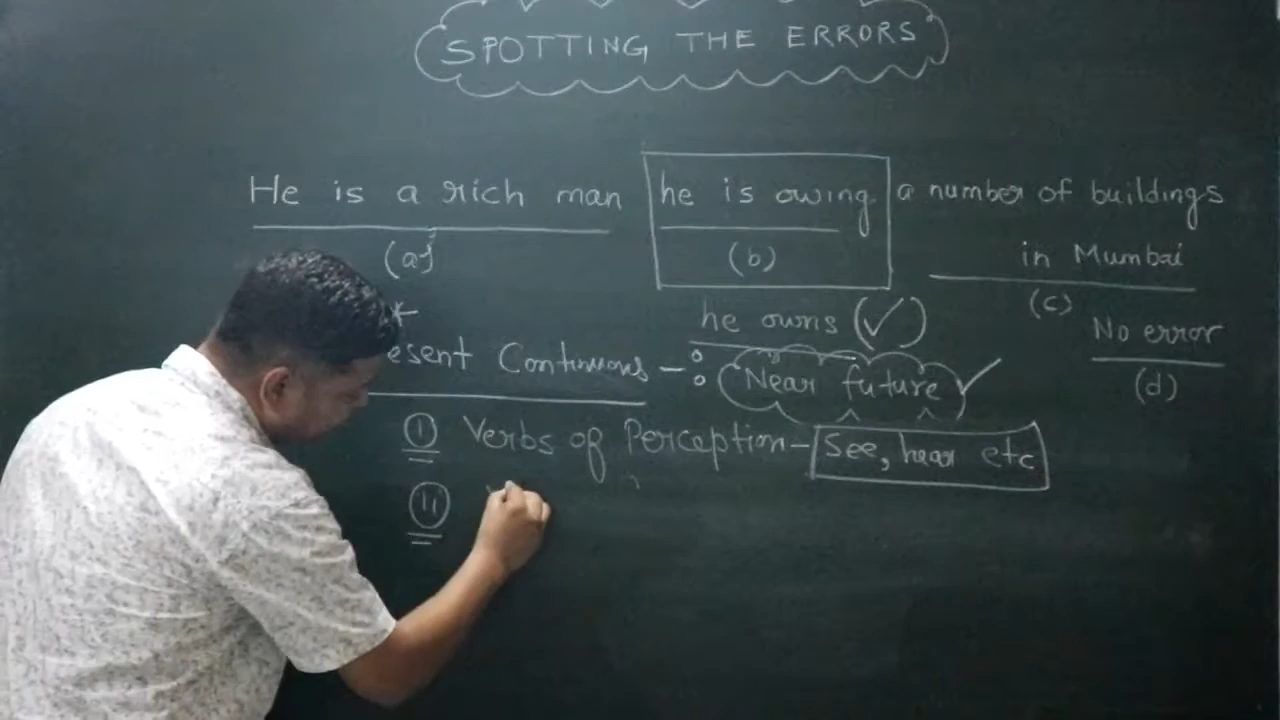 SPOTTING THE ERRORS
He is a rich man he is owing a number of buildings
in Mumbai
(a) (b) (c)
he owns (✓)
No error
(d)
*
esent Continuous -: Near future ✓
(i) Verbs of Perception- see, hear etc
(ii)